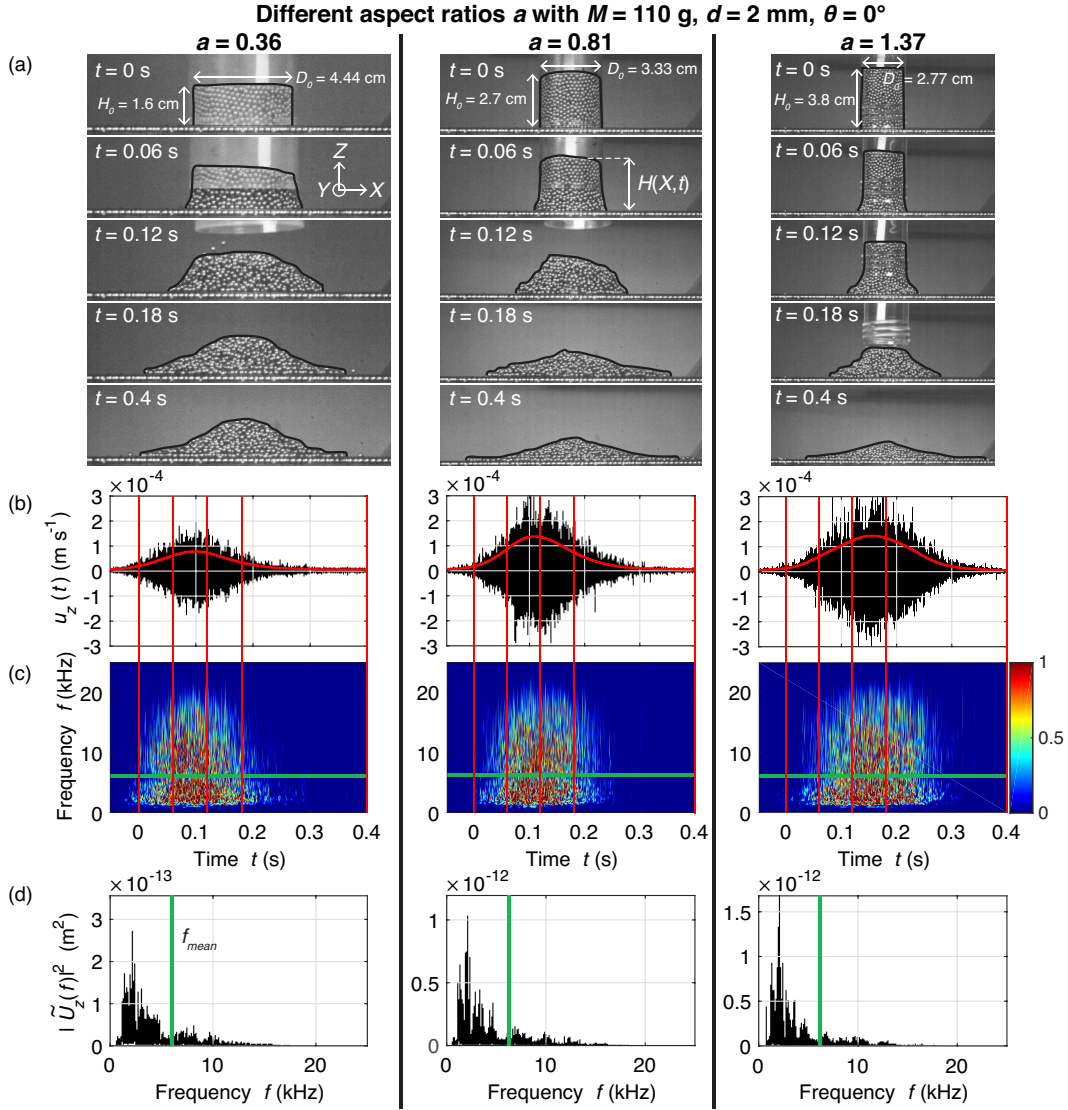 Different aspect ratios a with M = 110 g, d = 2 mm, θ = 0°
a = 0.36
a = 0.81
a = 1.37
(a)
t = 0 s
D₀ = 4.44 cm
H₀ = 1.6 cm
t = 0 s
D₀ = 3.33 cm
H₀ = 2.7 cm
t = 0 s
D₀ = 2.77 cm
H₀ = 3.8 cm
t = 0.06 s
Z
Y
X
t = 0.06 s
H(X,t)
t = 0.06 s
t = 0.12 s
t = 0.12 s
t = 0.12 s
t = 0.18 s
t = 0.18 s
t = 0.18 s
t = 0.4 s
t = 0.4 s
t = 0.4 s
(b)
×10⁻⁴
×10⁻⁴
×10⁻⁴
u_z(t) (m s⁻¹)
3
2
1
0
-1
-2
-3
3
2
1
0
-1
-2
-3
3
2
1
0
-1
-2
-3
(c)
Frequency f (kHz)
20
10
0
20
10
0
20
10
0
1
0.5
0
0 0.1 0.2 0.3 0.4
0 0.1 0.2 0.3 0.4
0 0.1 0.2 0.3 0.4
Time t (s)
Time t (s)
Time t (s)
(d)
×10⁻¹³
×10⁻¹²
×10⁻¹²
|Ũ_z(f)|² (m²)
3
2
1
0
f_mean
1
0.5
0
1.5
1
0.5
0
0 10 20
0 10 20
0 10 20
Frequency f (kHz)
Frequency f (kHz)
Frequency f (kHz)